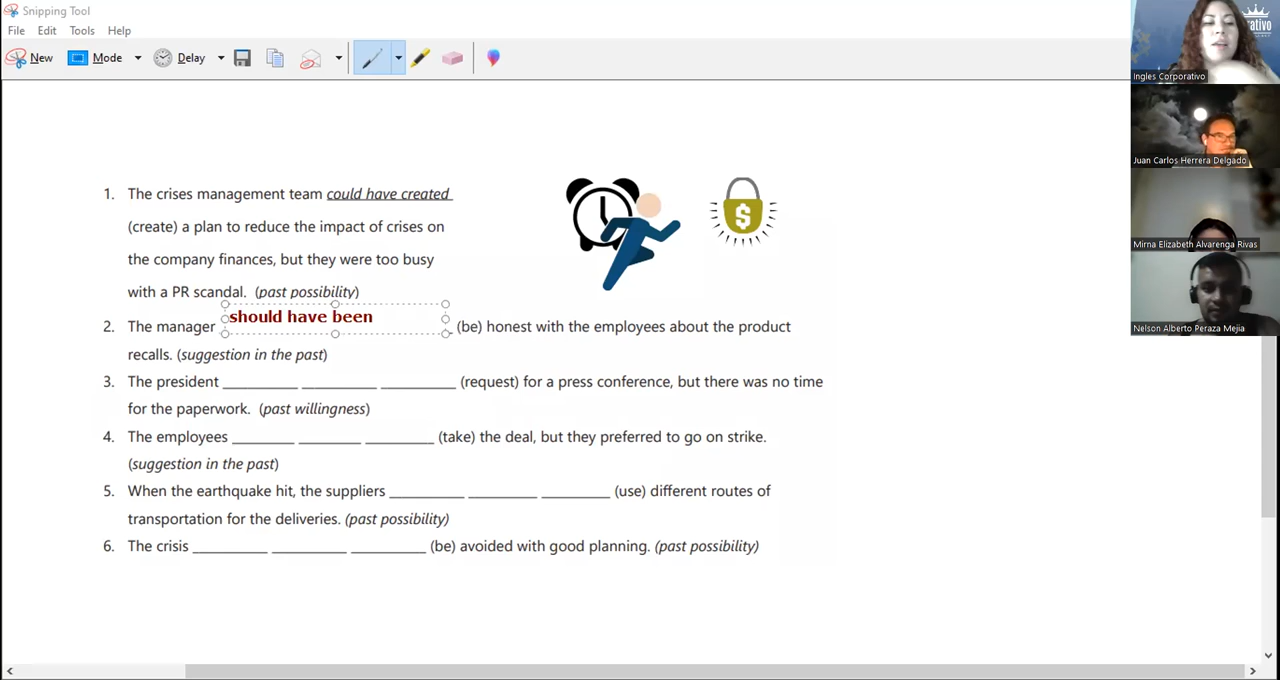 Snipping Tool
File Edit Tools Help
New Mode Delay
ativo
Ingles Corporativo
Juan Carlos Herrera Delgado
Mirna Elizabeth Alvarenga Rivas
Nelson Alberto Peraza Mejia
1. The crises management team could have created
(create) a plan to reduce the impact of crises on
the company finances, but they were too busy
with a PR scandal. (past possibility)
$
should have been
2. The manager _ (be) honest with the employees about the product
recalls. (suggestion in the past)
3. The president _________ _________ _________ (request) for a press conference, but there was no time
for the paperwork. (past willingness)
4. The employees ________ ________ ________ (take) the deal, but they preferred to go on strike.
(suggestion in the past)
5. When the earthquake hit, the suppliers _________ _________ _________ (use) different routes of
transportation for the deliveries. (past possibility)
6. The crisis _________ _________ _________ (be) avoided with good planning. (past possibility)